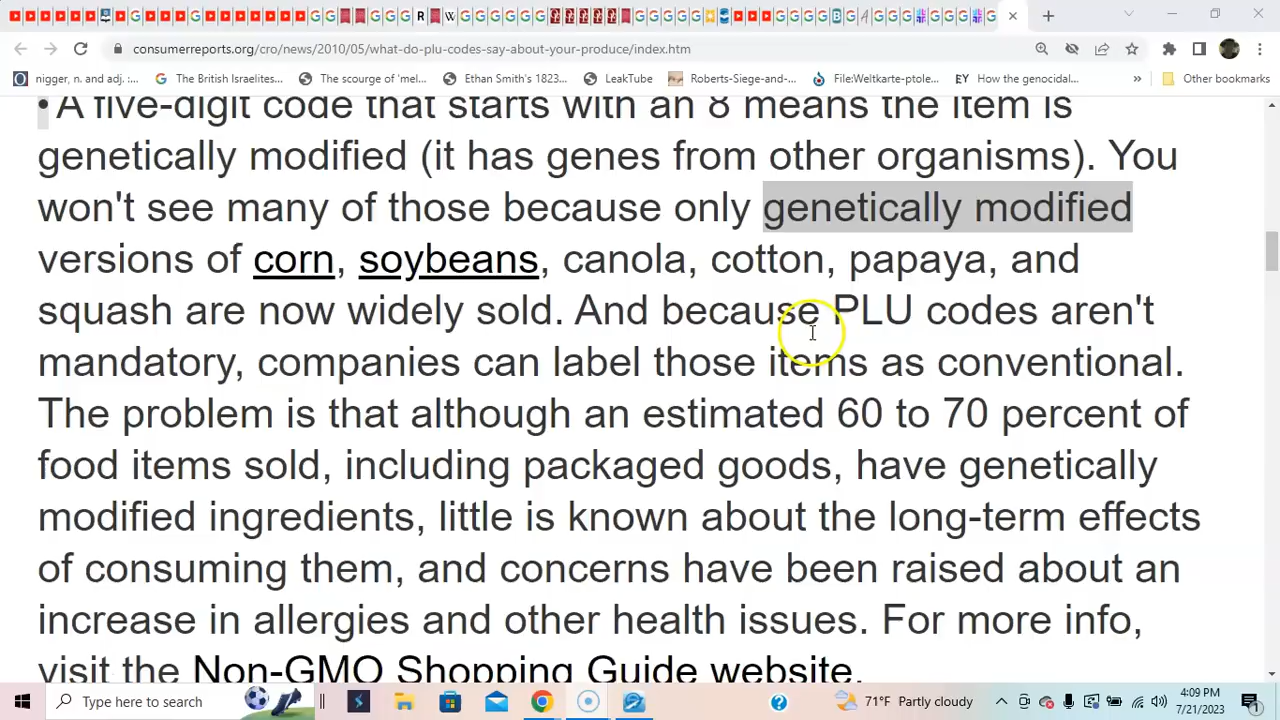 consumerreports.org/cro/news/2010/05/what-do-plu-codes-say-about-your-produce/index.htm
nigger, n. and adj. :... The British Israelites... The scourge of 'mel... Ethan Smith's 1823... LeakTube Roberts-Siege-and-... File:Weltkarte-ptole... EY How the genocidal... » Other bookmarks
• A five-digit code that starts with an 8 means the item is
genetically modified (it has genes from other organisms). You
won't see many of those because only genetically modified
versions of corn, soybeans, canola, cotton, papaya, and
squash are now widely sold. And because PLU codes aren't
mandatory, companies can label those items as conventional.
The problem is that although an estimated 60 to 70 percent of
food items sold, including packaged goods, have genetically
modified ingredients, little is known about the long-term effects
of consuming them, and concerns have been raised about an
increase in allergies and other health issues. For more info,
visit the Non-GMO Shopping Guide website.
Type here to search 71°F Partly cloudy 4:09 PM
7/21/2023